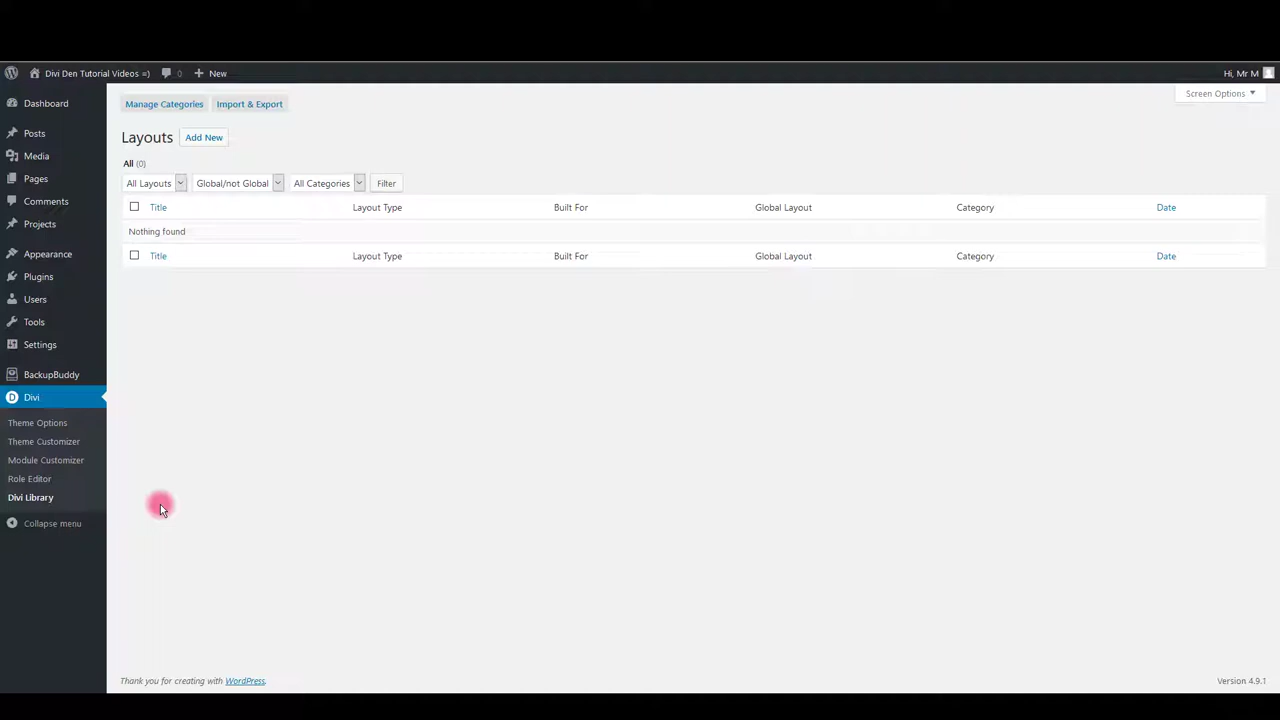 Divi Den Tutorial Videos =) 0 New Hi, Mr M
Dashboard
Posts
Media
Pages
Comments
Projects
Appearance
Plugins
Users
Tools
Settings
BackupBuddy
Divi
Theme Options
Theme Customizer
Module Customizer
Role Editor
Divi Library
Collapse menu
Manage Categories Import & Export Screen Options
Layouts Add New
All (0)
All Layouts Global/not Global All Categories Filter
Title Layout Type Built For Global Layout Category Date
Nothing found
Title Layout Type Built For Global Layout Category Date
Thank you for creating with WordPress. Version 4.9.1